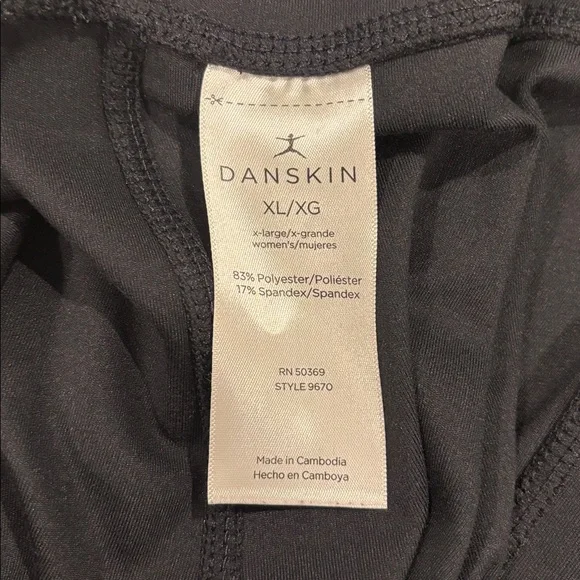 DANSKIN
XL/XG
x-large/x-grande
women's/mujeres
83% Polyester/Poliéster
17% Spandex/Spandex
RN 50369
STYLE 9670
Made in Cambodia
Hecho en Camboya